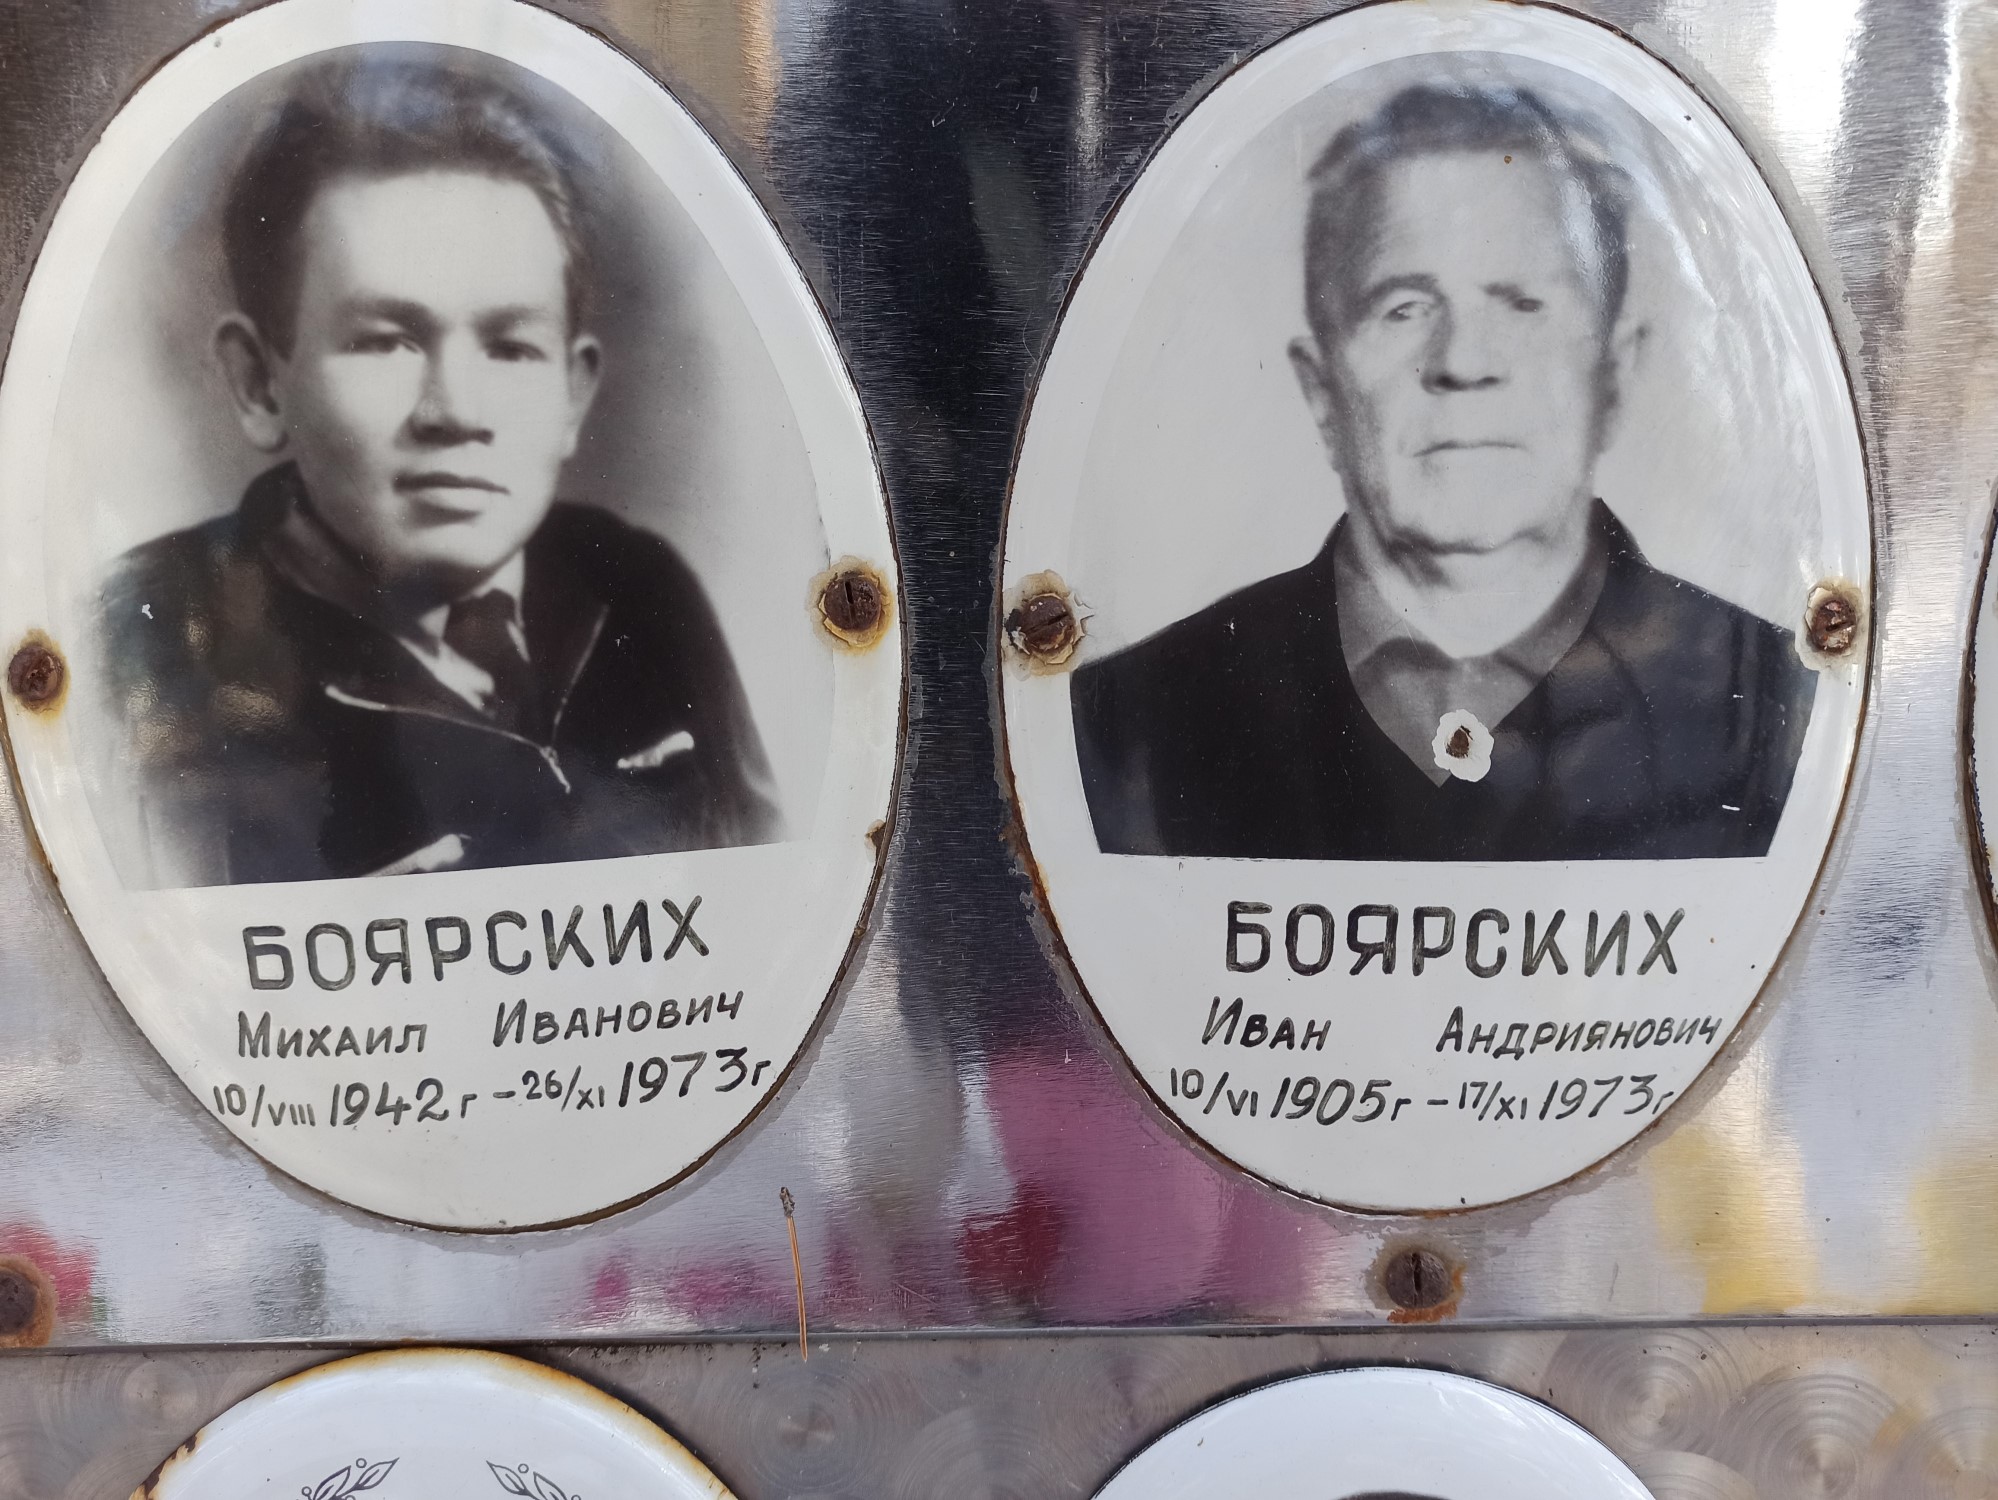 БОЯРСКИХ
Михаил Иванович
10/VIII 1942г - 26/XI 1973г
БОЯРСКИХ
Иван Андриянович
10/VI 1905г - 17/XI 1973г